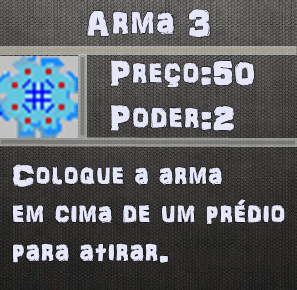 Arma 3
Preço:50
Poder:2
Coloque a arma
em cima de um prédio
para atirar.